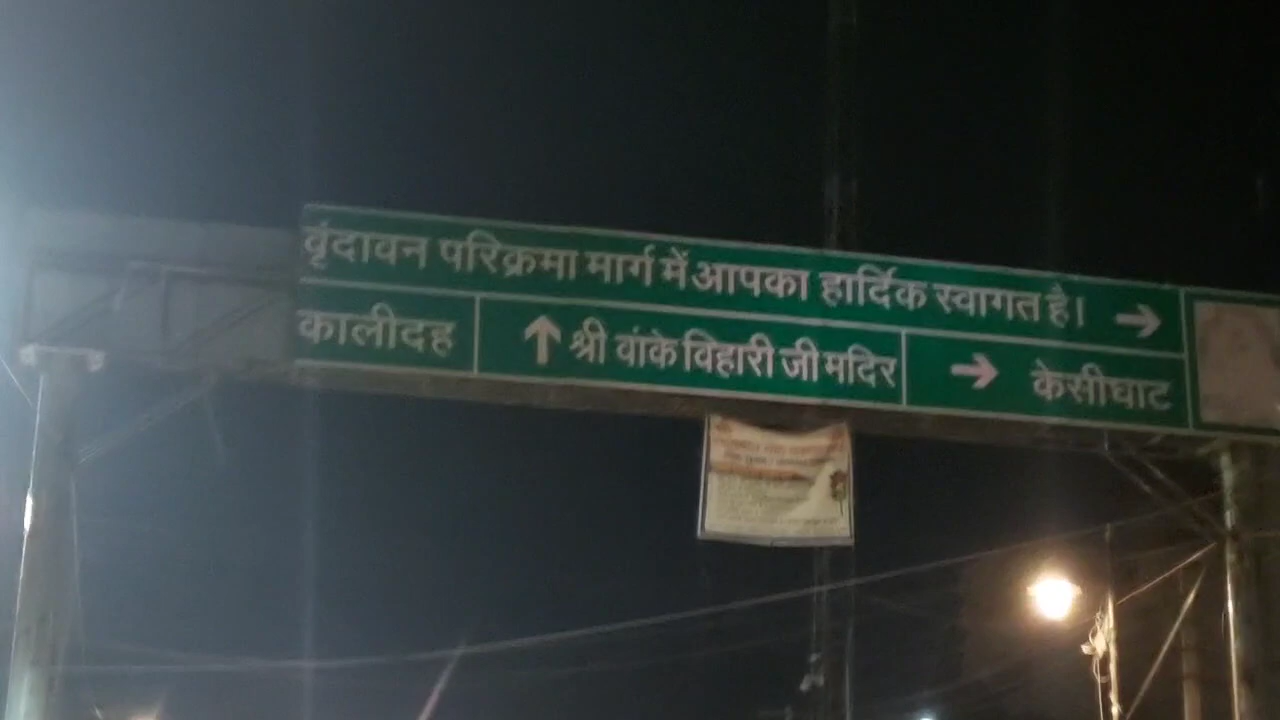 वृंदावन परिक्रमा मार्ग में आपका हार्दिक स्वागत है। →
कालीदह ↑ श्री वांके विहारी जी मदिर → केसीघाट